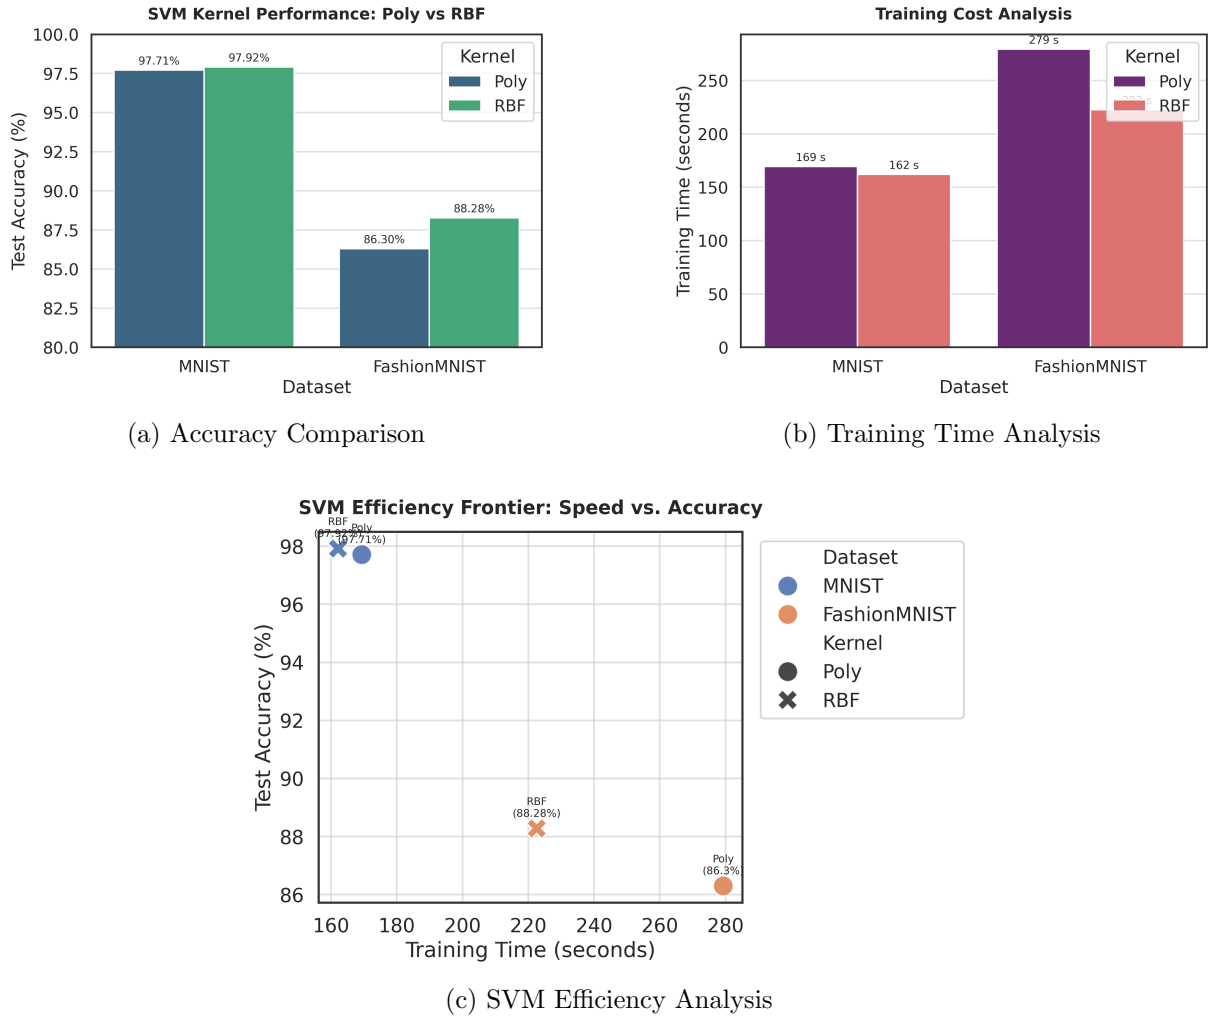 SVM Kernel Performance: Poly vs RBF
100.0
97.5
95.0
92.5
90.0
87.5
85.0
82.5
80.0
Test Accuracy (%)
97.71%
97.92%
86.30%
88.28%
Kernel
Poly
RBF
MNIST
FashionMNIST
Dataset
(a) Accuracy Comparison
Training Cost Analysis
250
200
150
100
50
0
Training Time (seconds)
169 s
162 s
279 s
Kernel
Poly
RBF
MNIST
FashionMNIST
Dataset
(b) Training Time Analysis
SVM Efficiency Frontier: Speed vs. Accuracy
98
96
94
92
90
88
86
Test Accuracy (%)
RBF
(97.92%)
Poly
(97.71%)
RBF
(88.28%)
Poly
(86.3%)
160 180 200 220 240 260 280
Training Time (seconds)
Dataset
MNIST
FashionMNIST
Kernel
Poly
RBF
(c) SVM Efficiency Analysis